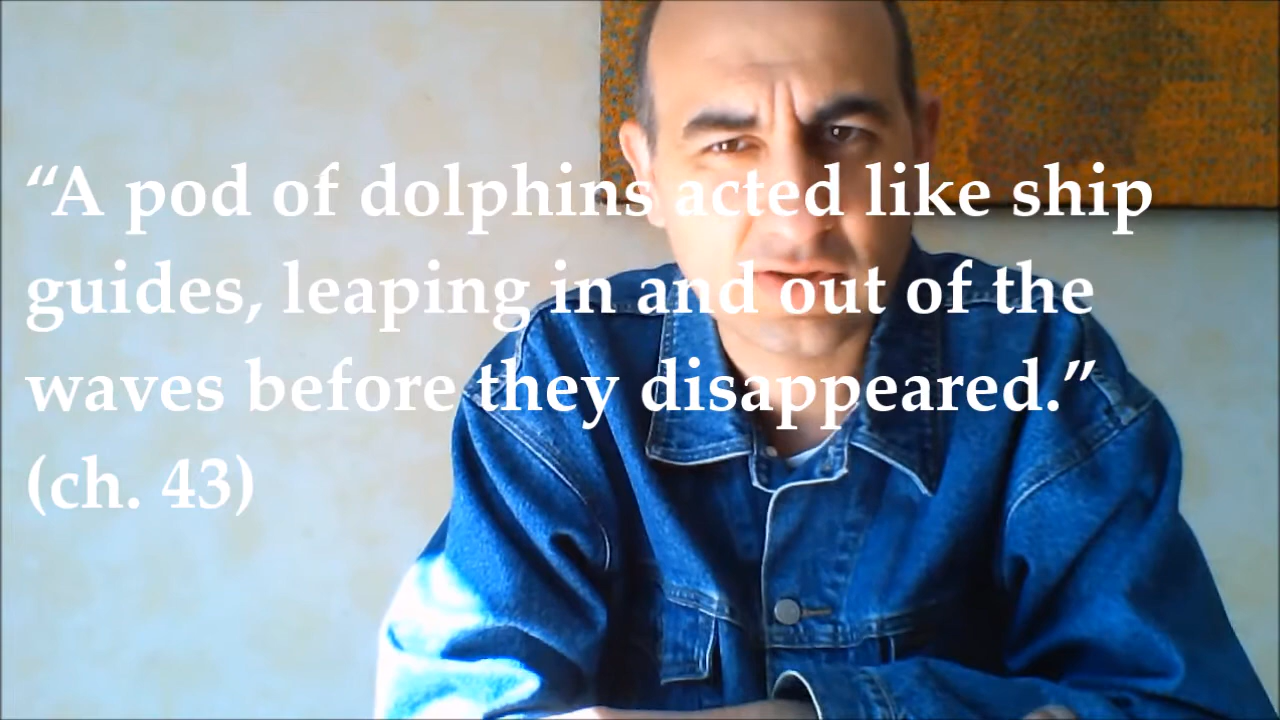 “A pod of dolphins acted like ship
guides, leaping in and out of the
waves before they disappeared.”
(ch. 43)